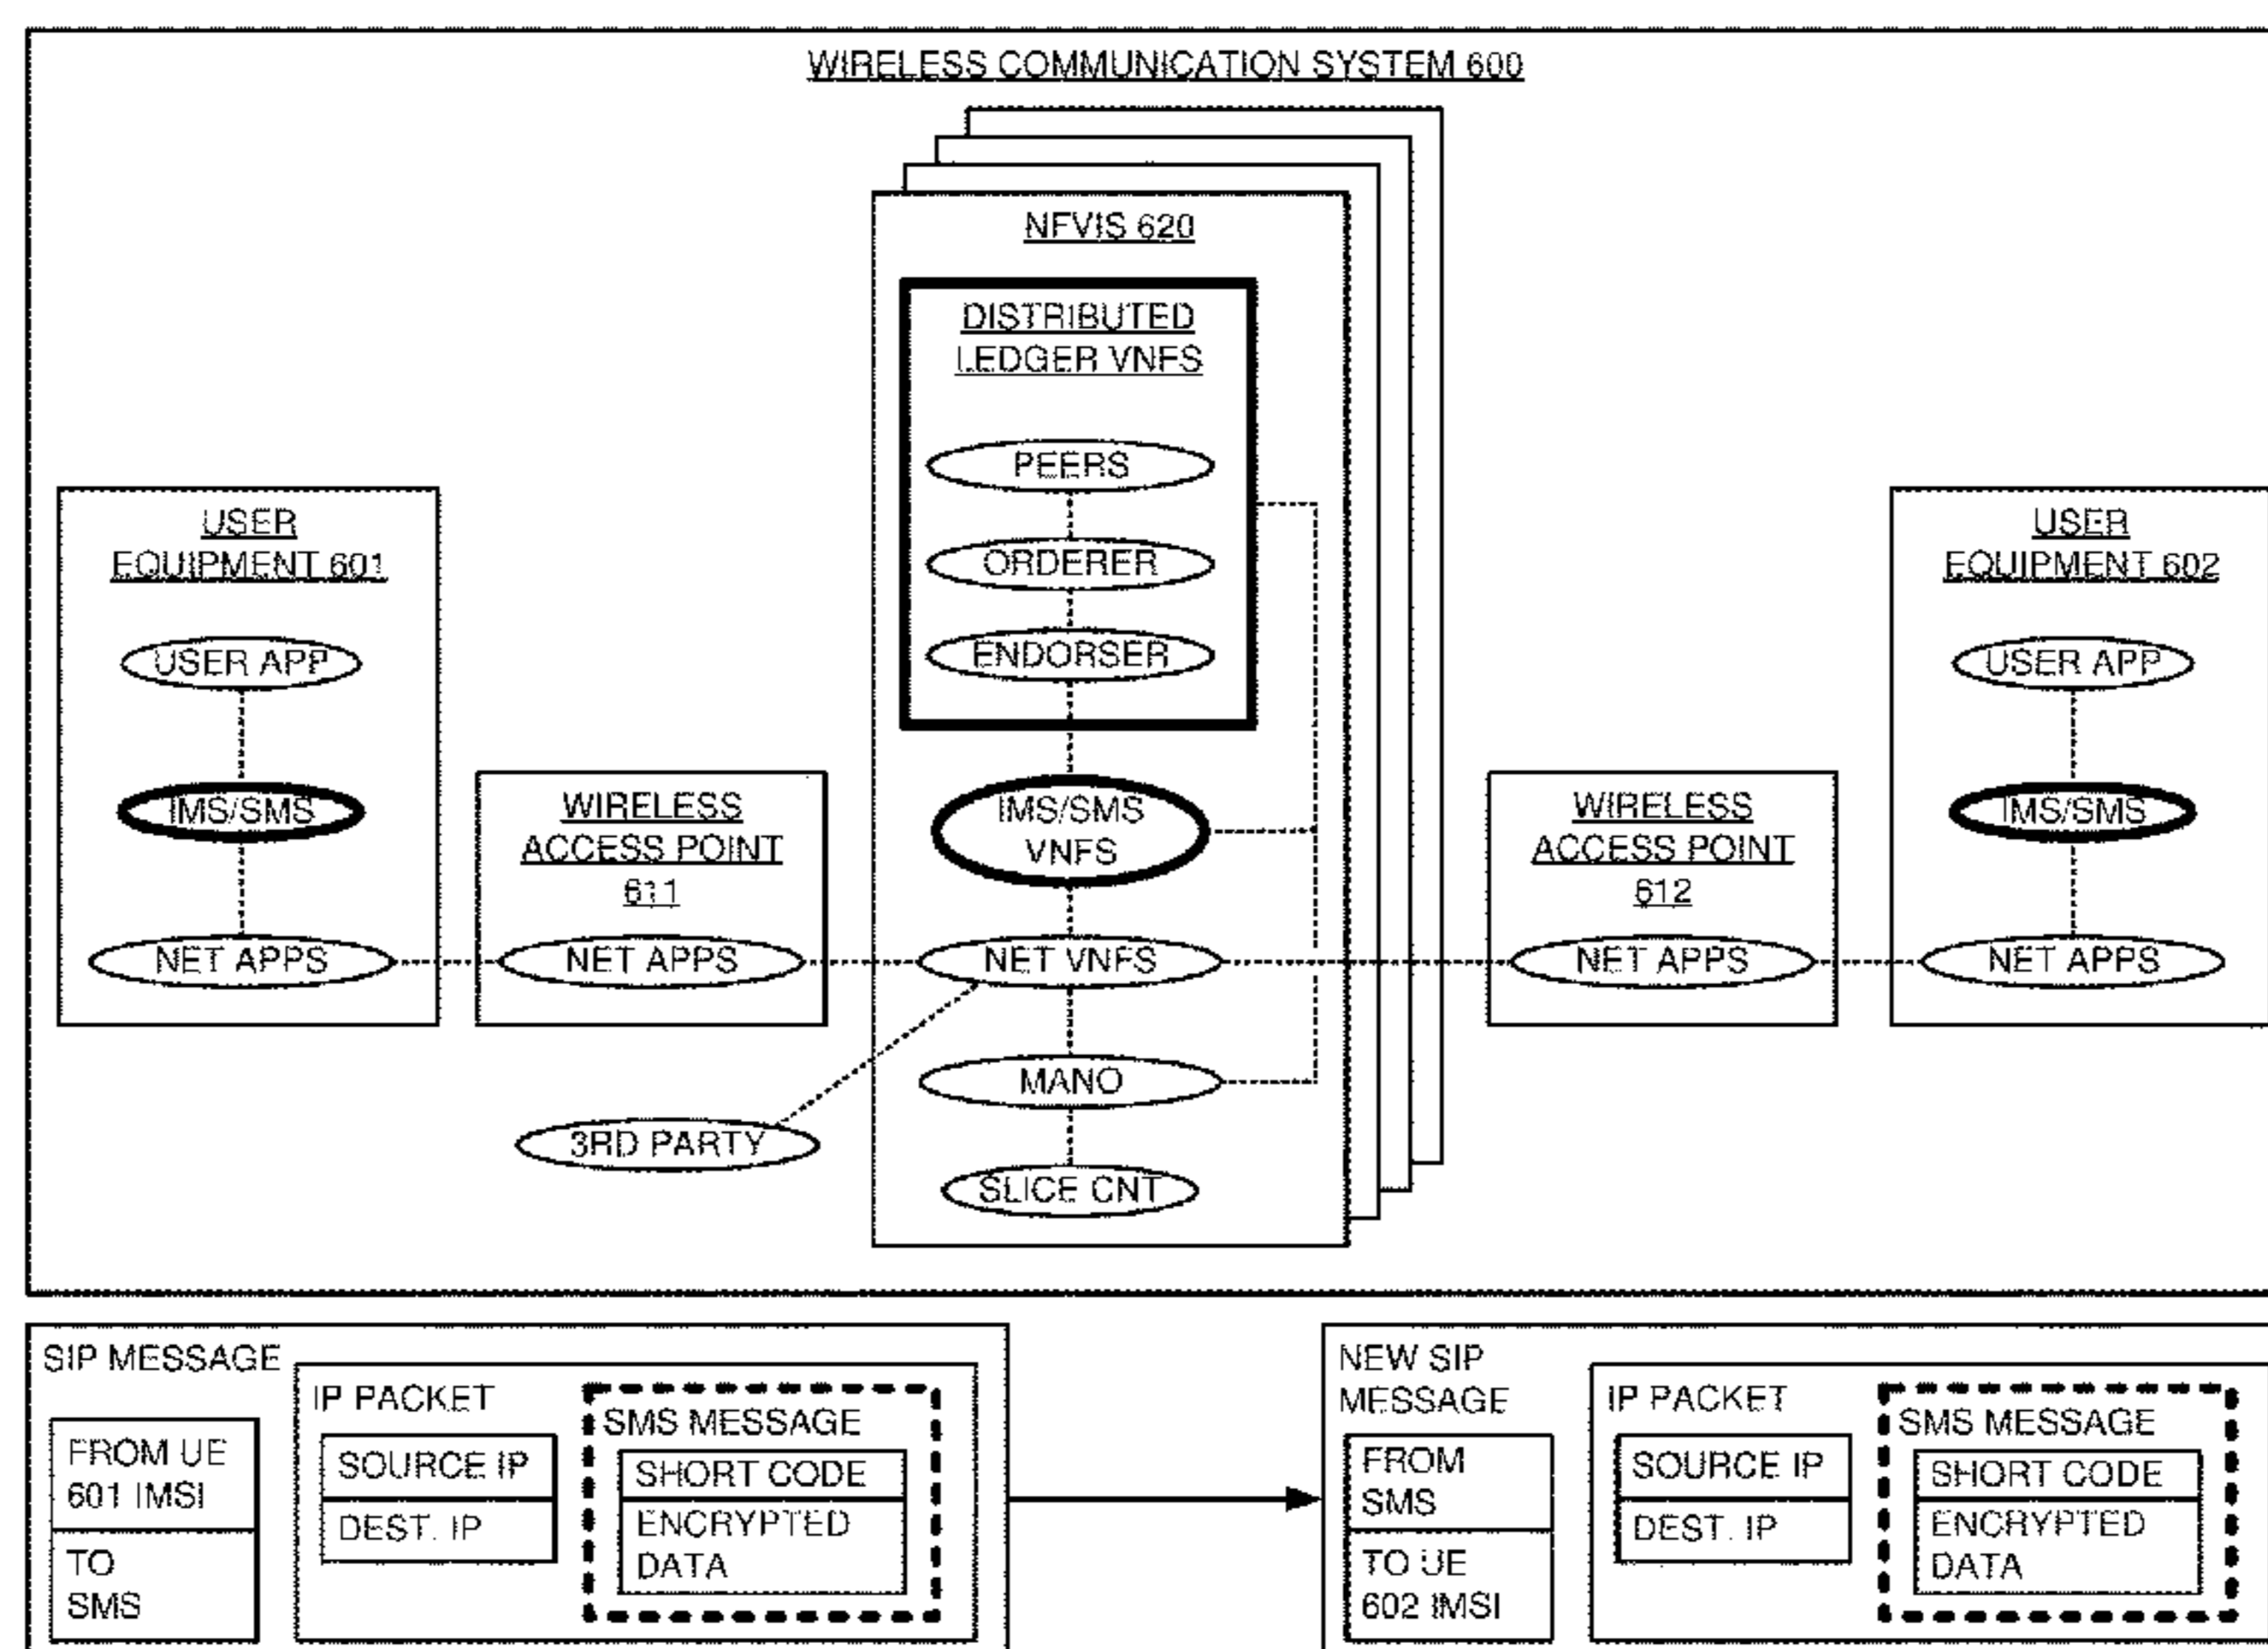 WIRELESS COMMUNICATION SYSTEM 600
NFVIS 620
DISTRIBUTED
LEDGER VNFS
PEERS
ORDERER
ENDORSER
IMS/SMS
VNFS
NET VNFS
MANO
SLICE CNT
USER
EQUIPMENT 601
USER APP
IMS/SMS
NET APPS
WIRELESS
ACCESS POINT
611
NET APPS
3RD PARTY
WIRELESS
ACCESS POINT
612
NET APPS
USER
EQUIPMENT 602
USER APP
IMS/SMS
NET APPS
SIP MESSAGE
FROM UE
601 IMSI
TO
SMS
IP PACKET
SOURCE IP
DEST. IP
SMS MESSAGE
SHORT CODE
ENCRYPTED
DATA
NEW SIP
MESSAGE
FROM
SMS
TO UE
602 IMSI
IP PACKET
SOURCE IP
DEST. IP
SMS MESSAGE
SHORT CODE
ENCRYPTED
DATA